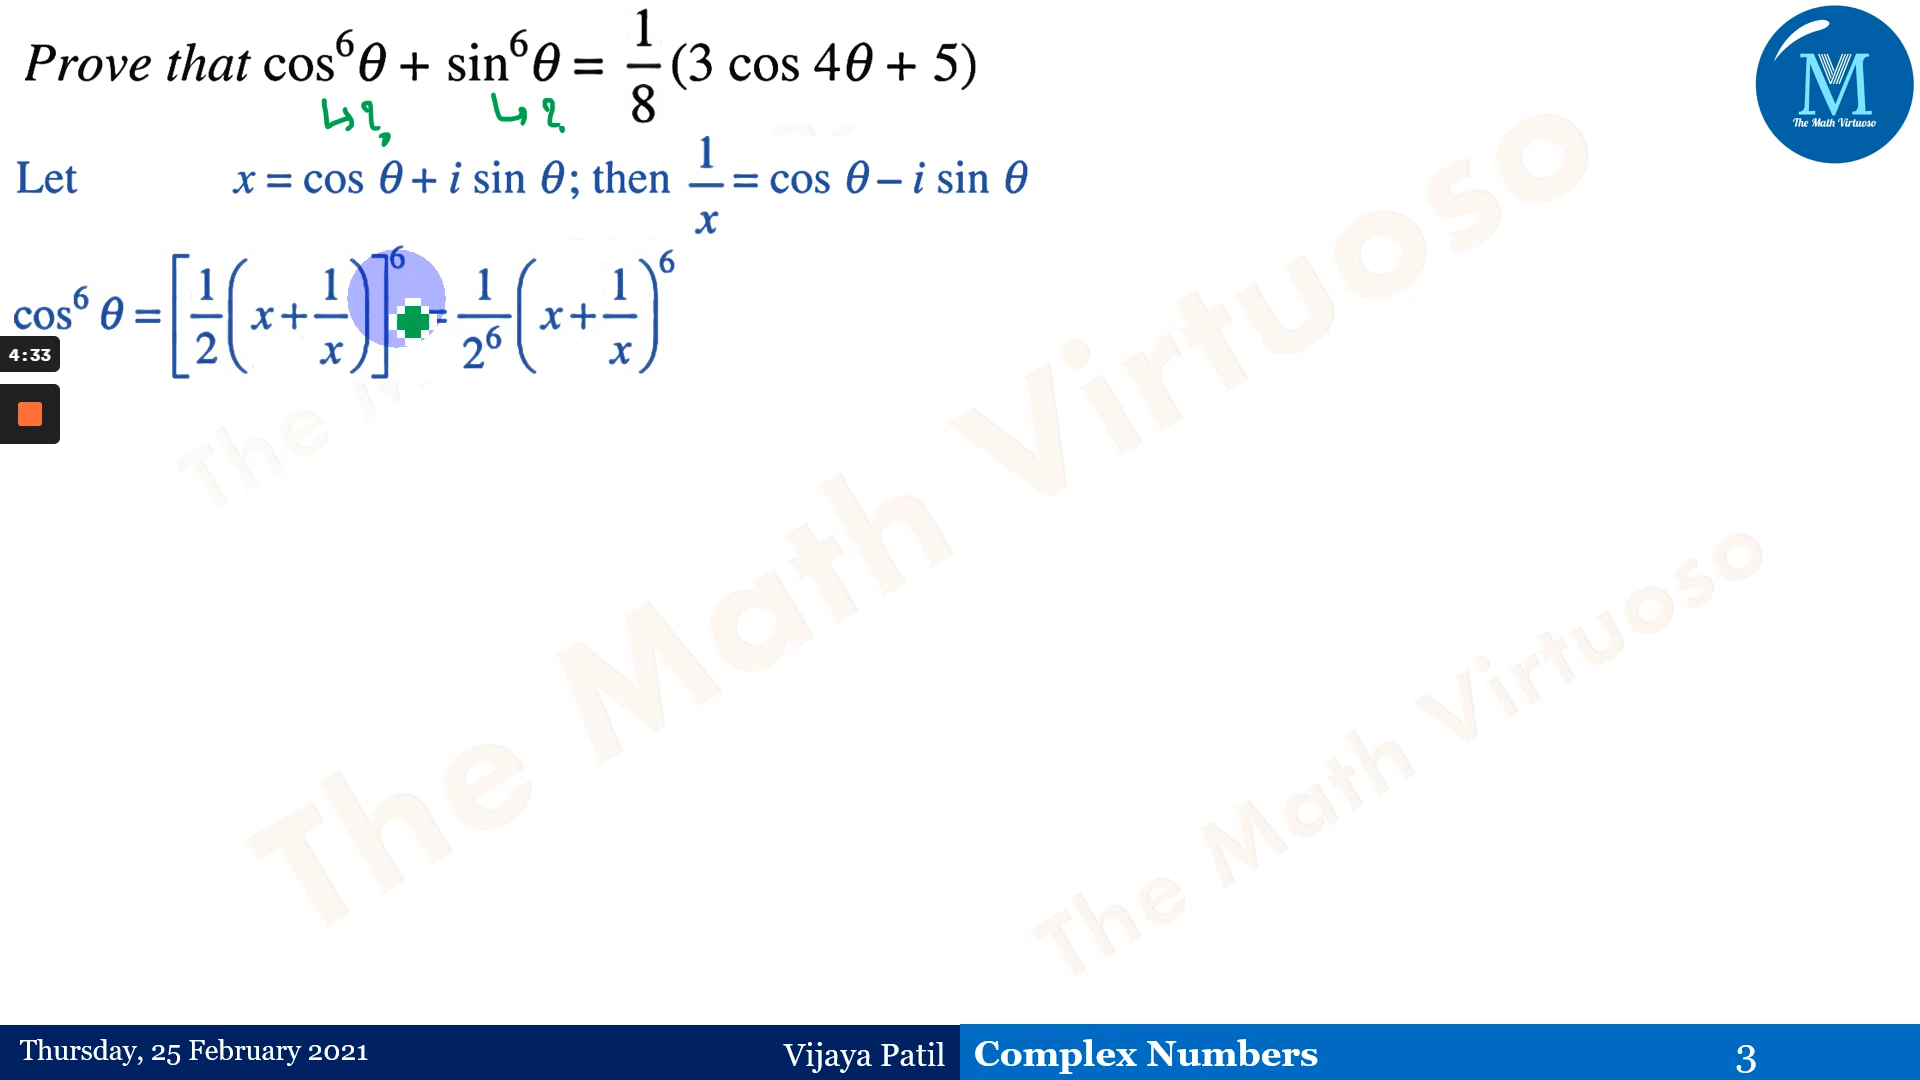 Prove that cos⁶θ + sin⁶θ = 1/8 (3 cos 4θ + 5)
Let x = cos θ + i sin θ; then 1/x = cos θ – i sin θ
cos⁶ θ = [1/2 (x + 1/x)]⁶ = 1/2⁶ (x + 1/x)⁶
4:33
M
The Math Virtuoso
The Math Virtuoso
The Math Virtuoso
Thursday, 25 February 2021
Vijaya Patil
Complex Numbers
3